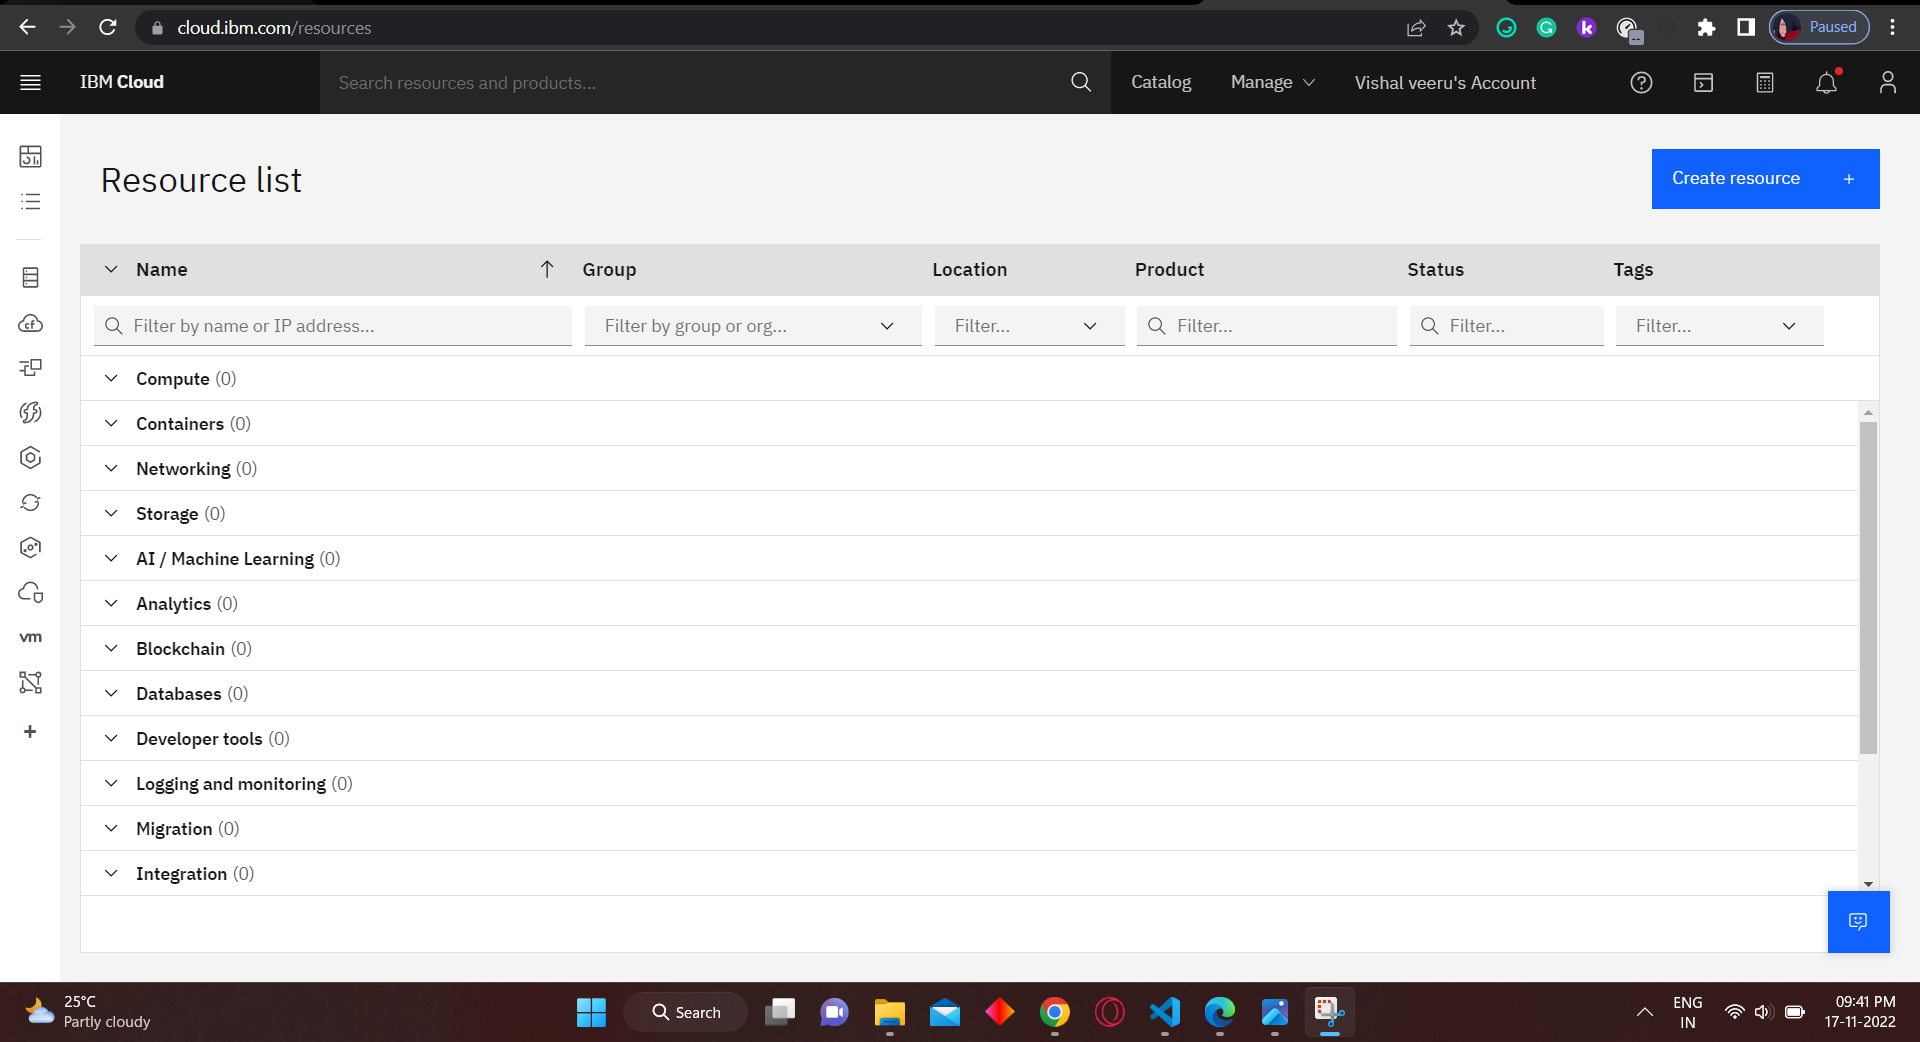 cloud.ibm.com/resources
Paused
IBM Cloud
Search resources and products...
Catalog
Manage
Vishal veeru's Account
Resource list
Create resource +
Name
Group
Location
Product
Status
Tags
Filter by name or IP address...
Filter by group or org...
Filter...
Filter...
Filter...
Filter...
Compute (0)
Containers (0)
Networking (0)
Storage (0)
AI / Machine Learning (0)
Analytics (0)
Blockchain (0)
Databases (0)
Developer tools (0)
Logging and monitoring (0)
Migration (0)
Integration (0)
vm
25°C
Partly cloudy
Search
ENG
IN
09:41 PM
17-11-2022